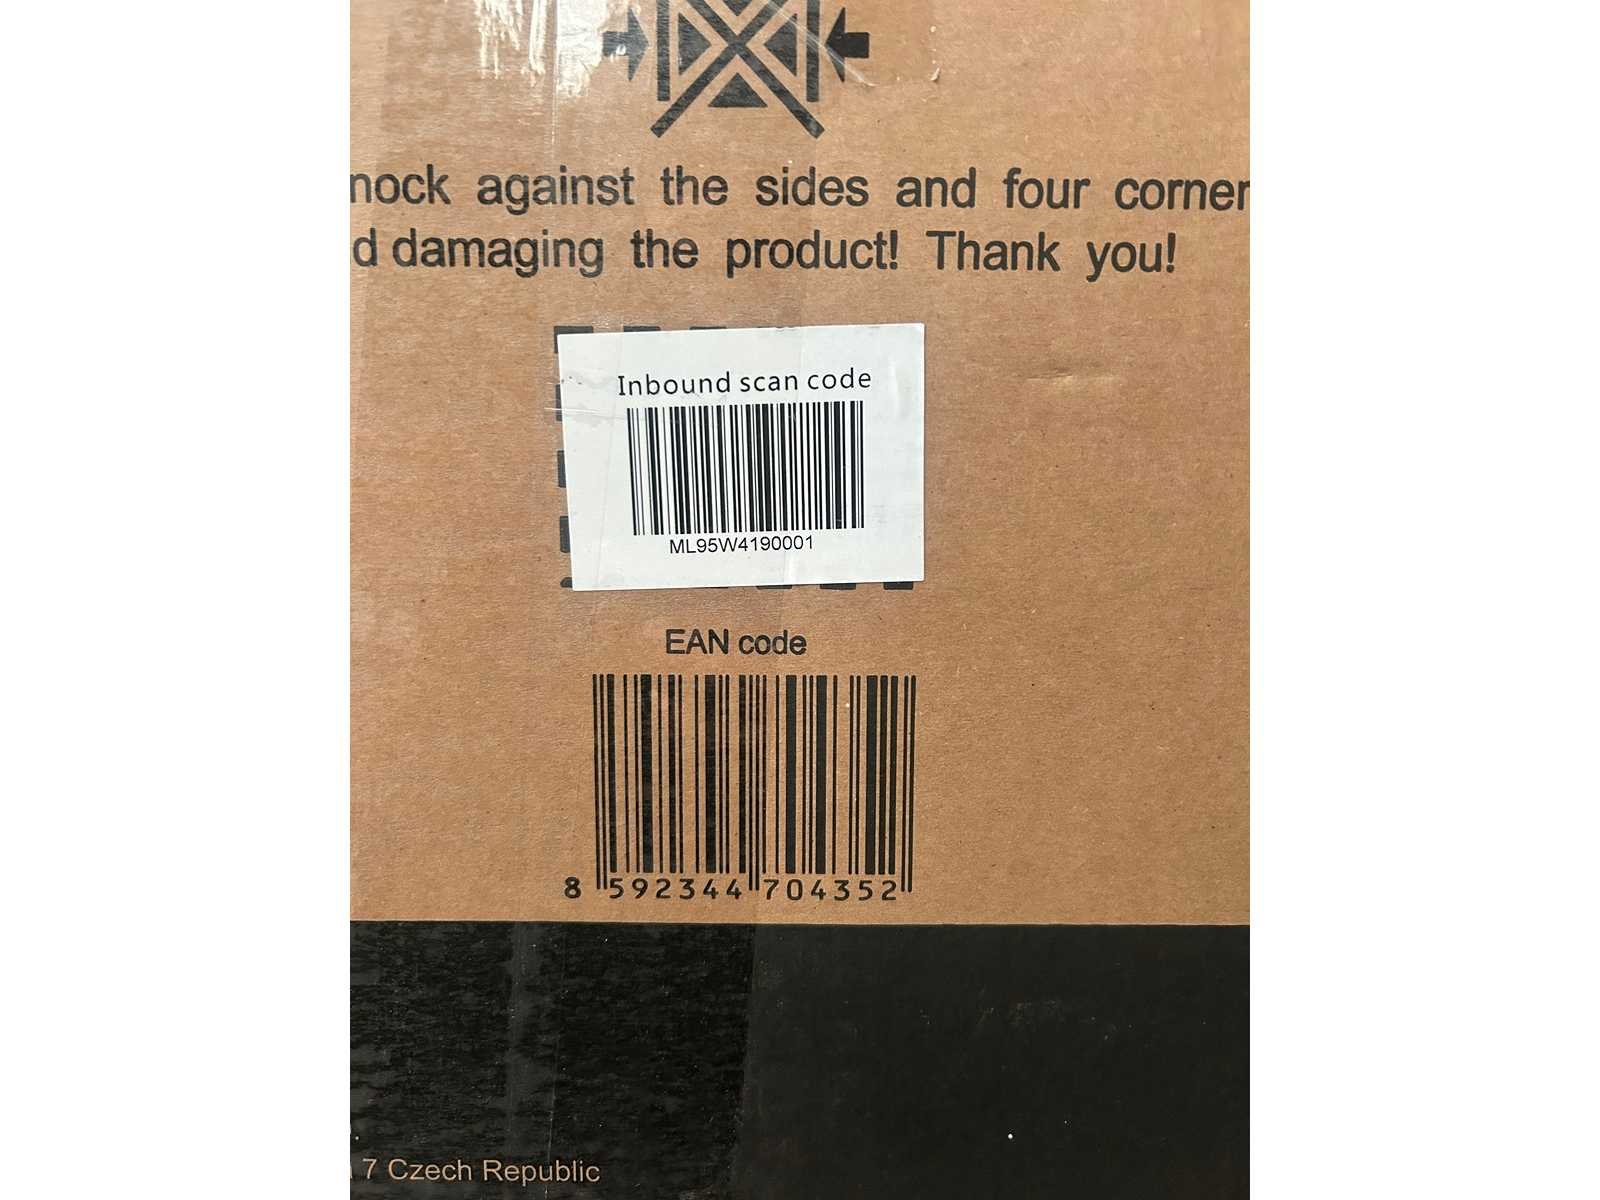 nock against the sides and four corner
d damaging the product! Thank you!
Inbound scan code
ML95W4190001
EAN code
8 592344 704352
7 Czech Republic